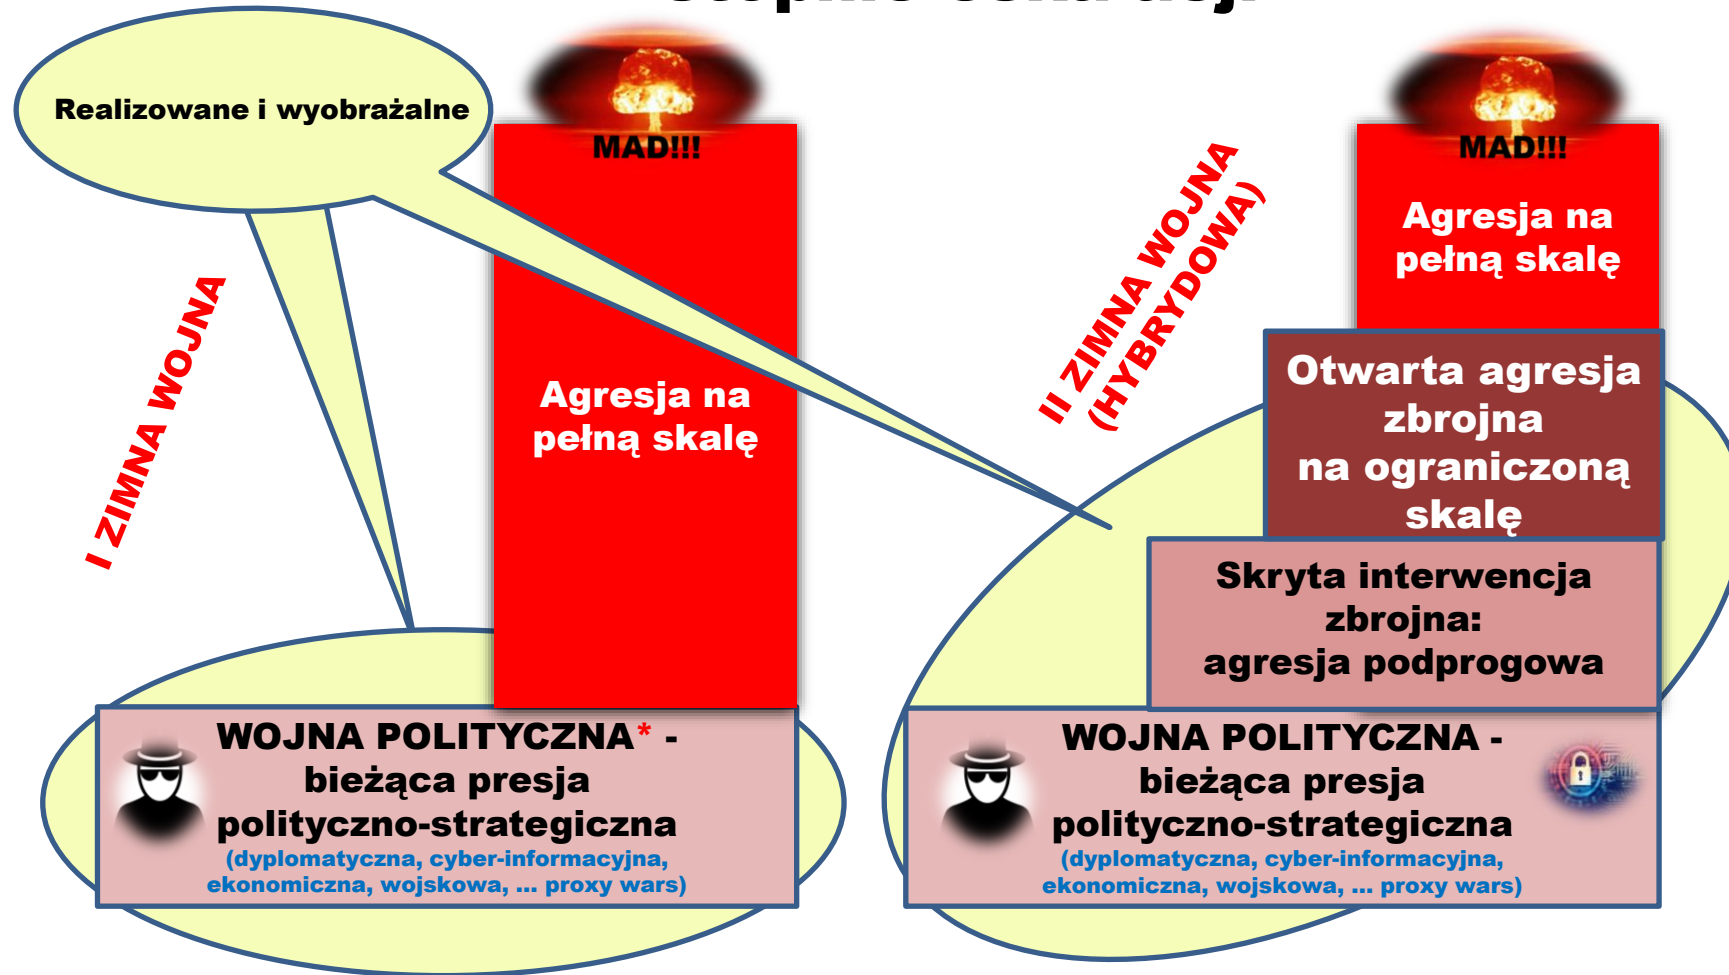 Realizowane i wyobrażalne
MAD!!!
Agresja na
pełną skalę
I ZIMNA WOJNA
WOJNA POLITYCZNA* -
bieżąca presja
polityczno-strategiczna
(dyplomatyczna, cyber-informacyjna,
ekonomiczna, wojskowa, ... proxy wars)
II ZIMNA WOJNA
(HYBRYDOWA)
MAD!!!
Agresja na
pełną skalę
Otwarta agresja
zbrojna
na ograniczoną
skalę
Skryta interwencja
zbrojna:
agresja podprogowa
WOJNA POLITYCZNA -
bieżąca presja
polityczno-strategiczna
(dyplomatyczna, cyber-informacyjna,
ekonomiczna, wojskowa, ... proxy wars)